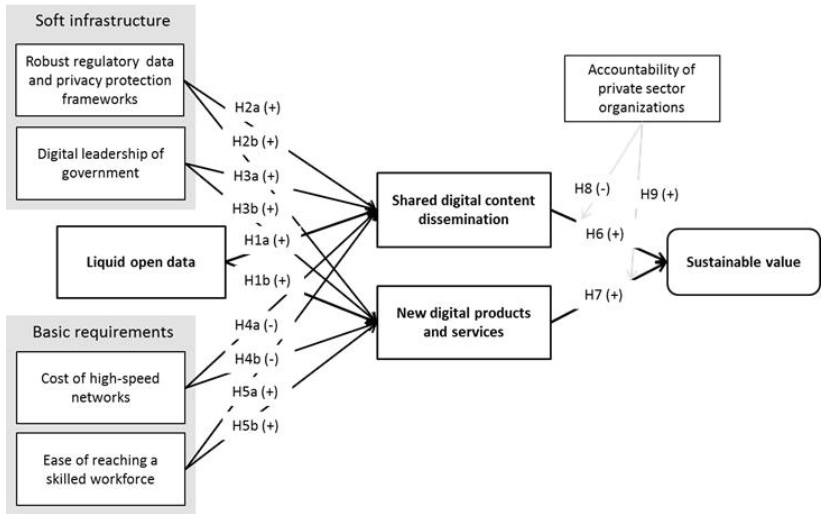 Soft infrastructure
Robust regulatory data
and privacy protection
frameworks
Digital leadership of
government
Liquid open data
Basic requirements
Cost of high-speed
networks
Ease of reaching a
skilled workforce
H2a (+)
H2b (+)
H3a (+)
H3b (+)
H1a (+)
H1b (+)
H4a (-)
H4b (-)
H5a (+)
H5b (+)
Shared digital content
dissemination
New digital products
and services
Accountability of
private sector
organizations
H8 (-)
H9 (+)
H6 (+)
H7 (+)
Sustainable value